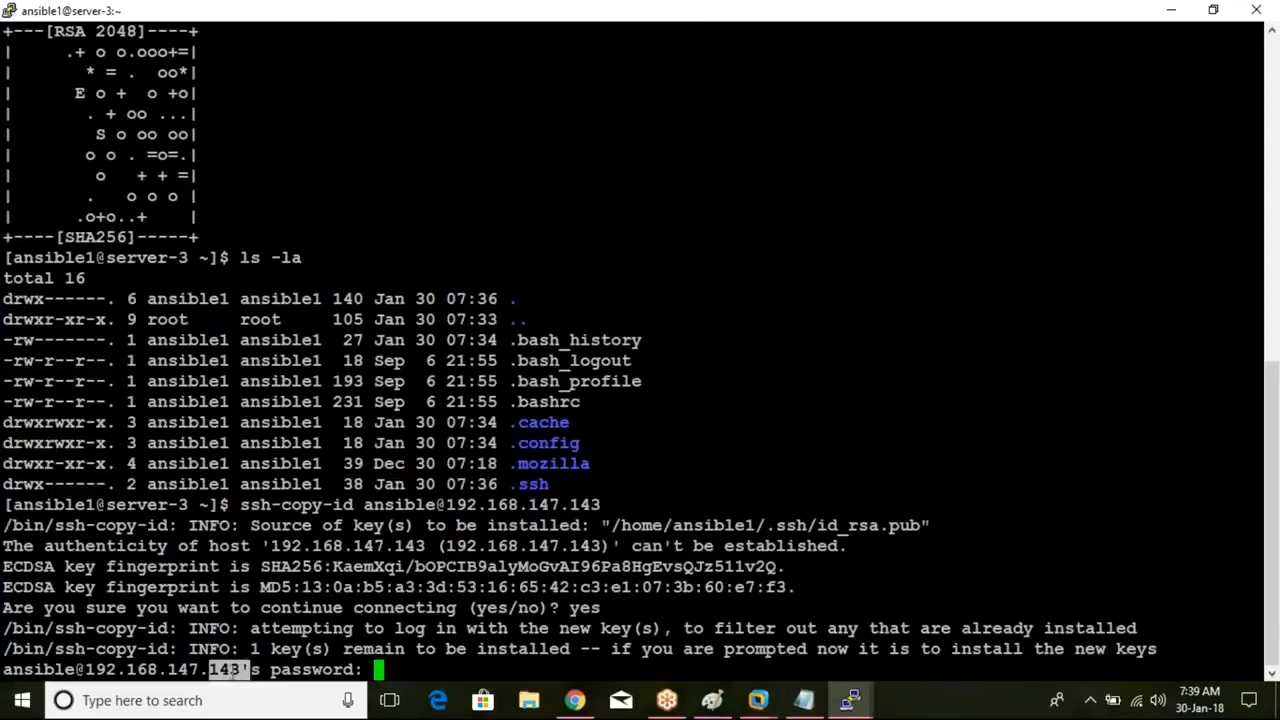 ansible1@server-3:~
+---[RSA 2048]----+
|     .+ o o.ooo+=|
|       * = .  oo*|
|      E o +  o +o|
|       . + oo ...|
|        S o oo oo|
|       o o . =o=.|
|        o   + + =|
|       .   o o o |
|      .o+o..+    |
+----[SHA256]-----+
[ansible1@server-3 ~]$ ls -la
total 16
drwx------. 6 ansible1 ansible1 140 Jan 30 07:36 .
drwxr-xr-x. 9 root     root     105 Jan 30 07:33 ..
-rw-------. 1 ansible1 ansible1  27 Jan 30 07:34 .bash_history
-rw-r--r--. 1 ansible1 ansible1  18 Sep  6 21:55 .bash_logout
-rw-r--r--. 1 ansible1 ansible1 193 Sep  6 21:55 .bash_profile
-rw-r--r--. 1 ansible1 ansible1 231 Sep  6 21:55 .bashrc
drwxrwxr-x. 3 ansible1 ansible1  18 Jan 30 07:34 .cache
drwxrwxr-x. 3 ansible1 ansible1  18 Jan 30 07:34 .config
drwxr-xr-x. 4 ansible1 ansible1  39 Dec 30 07:18 .mozilla
drwx------. 2 ansible1 ansible1  38 Jan 30 07:36 .ssh
[ansible1@server-3 ~]$ ssh-copy-id ansible@192.168.147.143
/bin/ssh-copy-id: INFO: Source of key(s) to be installed: "/home/ansible1/.ssh/id_rsa.pub"
The authenticity of host '192.168.147.143 (192.168.147.143)' can't be established.
ECDSA key fingerprint is SHA256:KaemXqi/bOPCIB9alyMoGvAI96Pa8HgEvsQJz511v2Q.
ECDSA key fingerprint is MD5:13:0a:b5:a3:3d:53:16:65:42:c3:e1:07:3b:60:e7:f3.
Are you sure you want to continue connecting (yes/no)? yes
/bin/ssh-copy-id: INFO: attempting to log in with the new key(s), to filter out any that are already installed
/bin/ssh-copy-id: INFO: 1 key(s) remain to be installed -- if you are prompted now it is to install the new keys
ansible@192.168.147.143's password:
Type here to search
7:39 AM
30-Jan-18